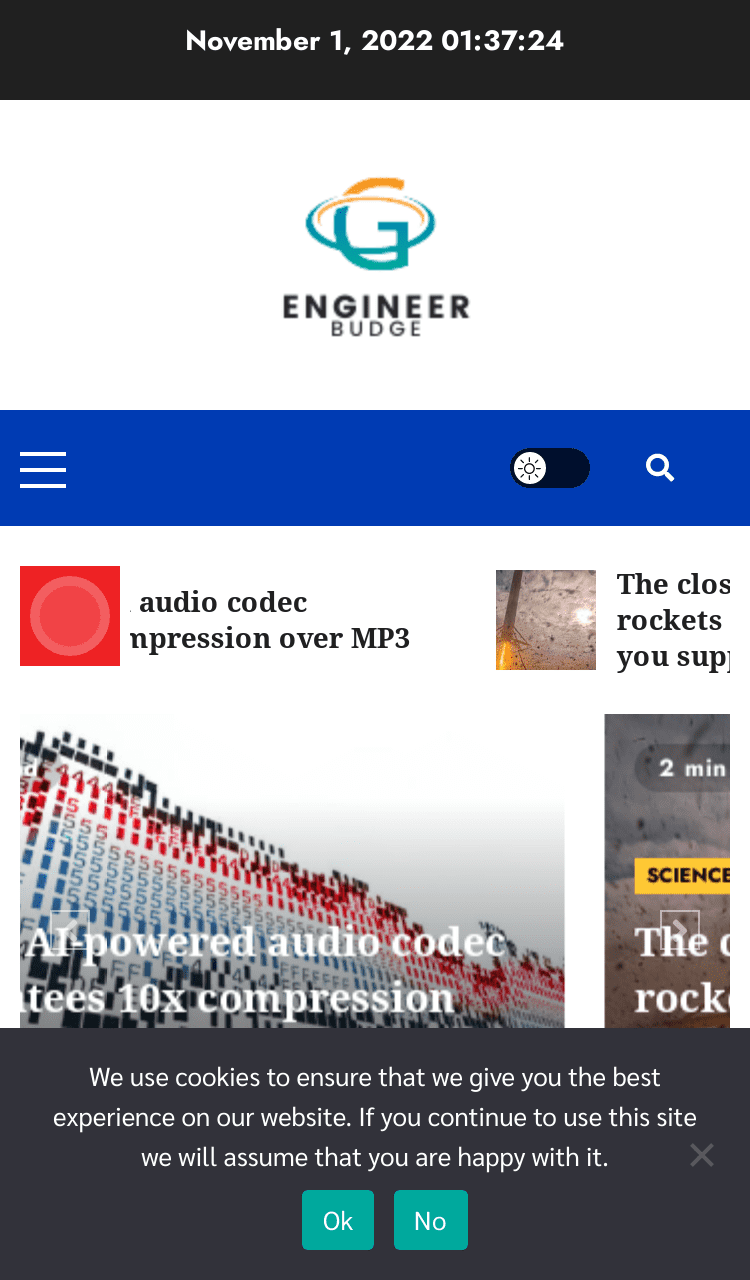 November 1, 2022 01:37:24
ENGINEER
BUDGE
audio codec
mpression over MP3
The clos
rockets
you supp
2 min
SCIENCE
AI-powered audio codec
tees 10x compression
The c
rock
We use cookies to ensure that we give you the best
experience on our website. If you continue to use this site
we will assume that you are happy with it.
Ok
No